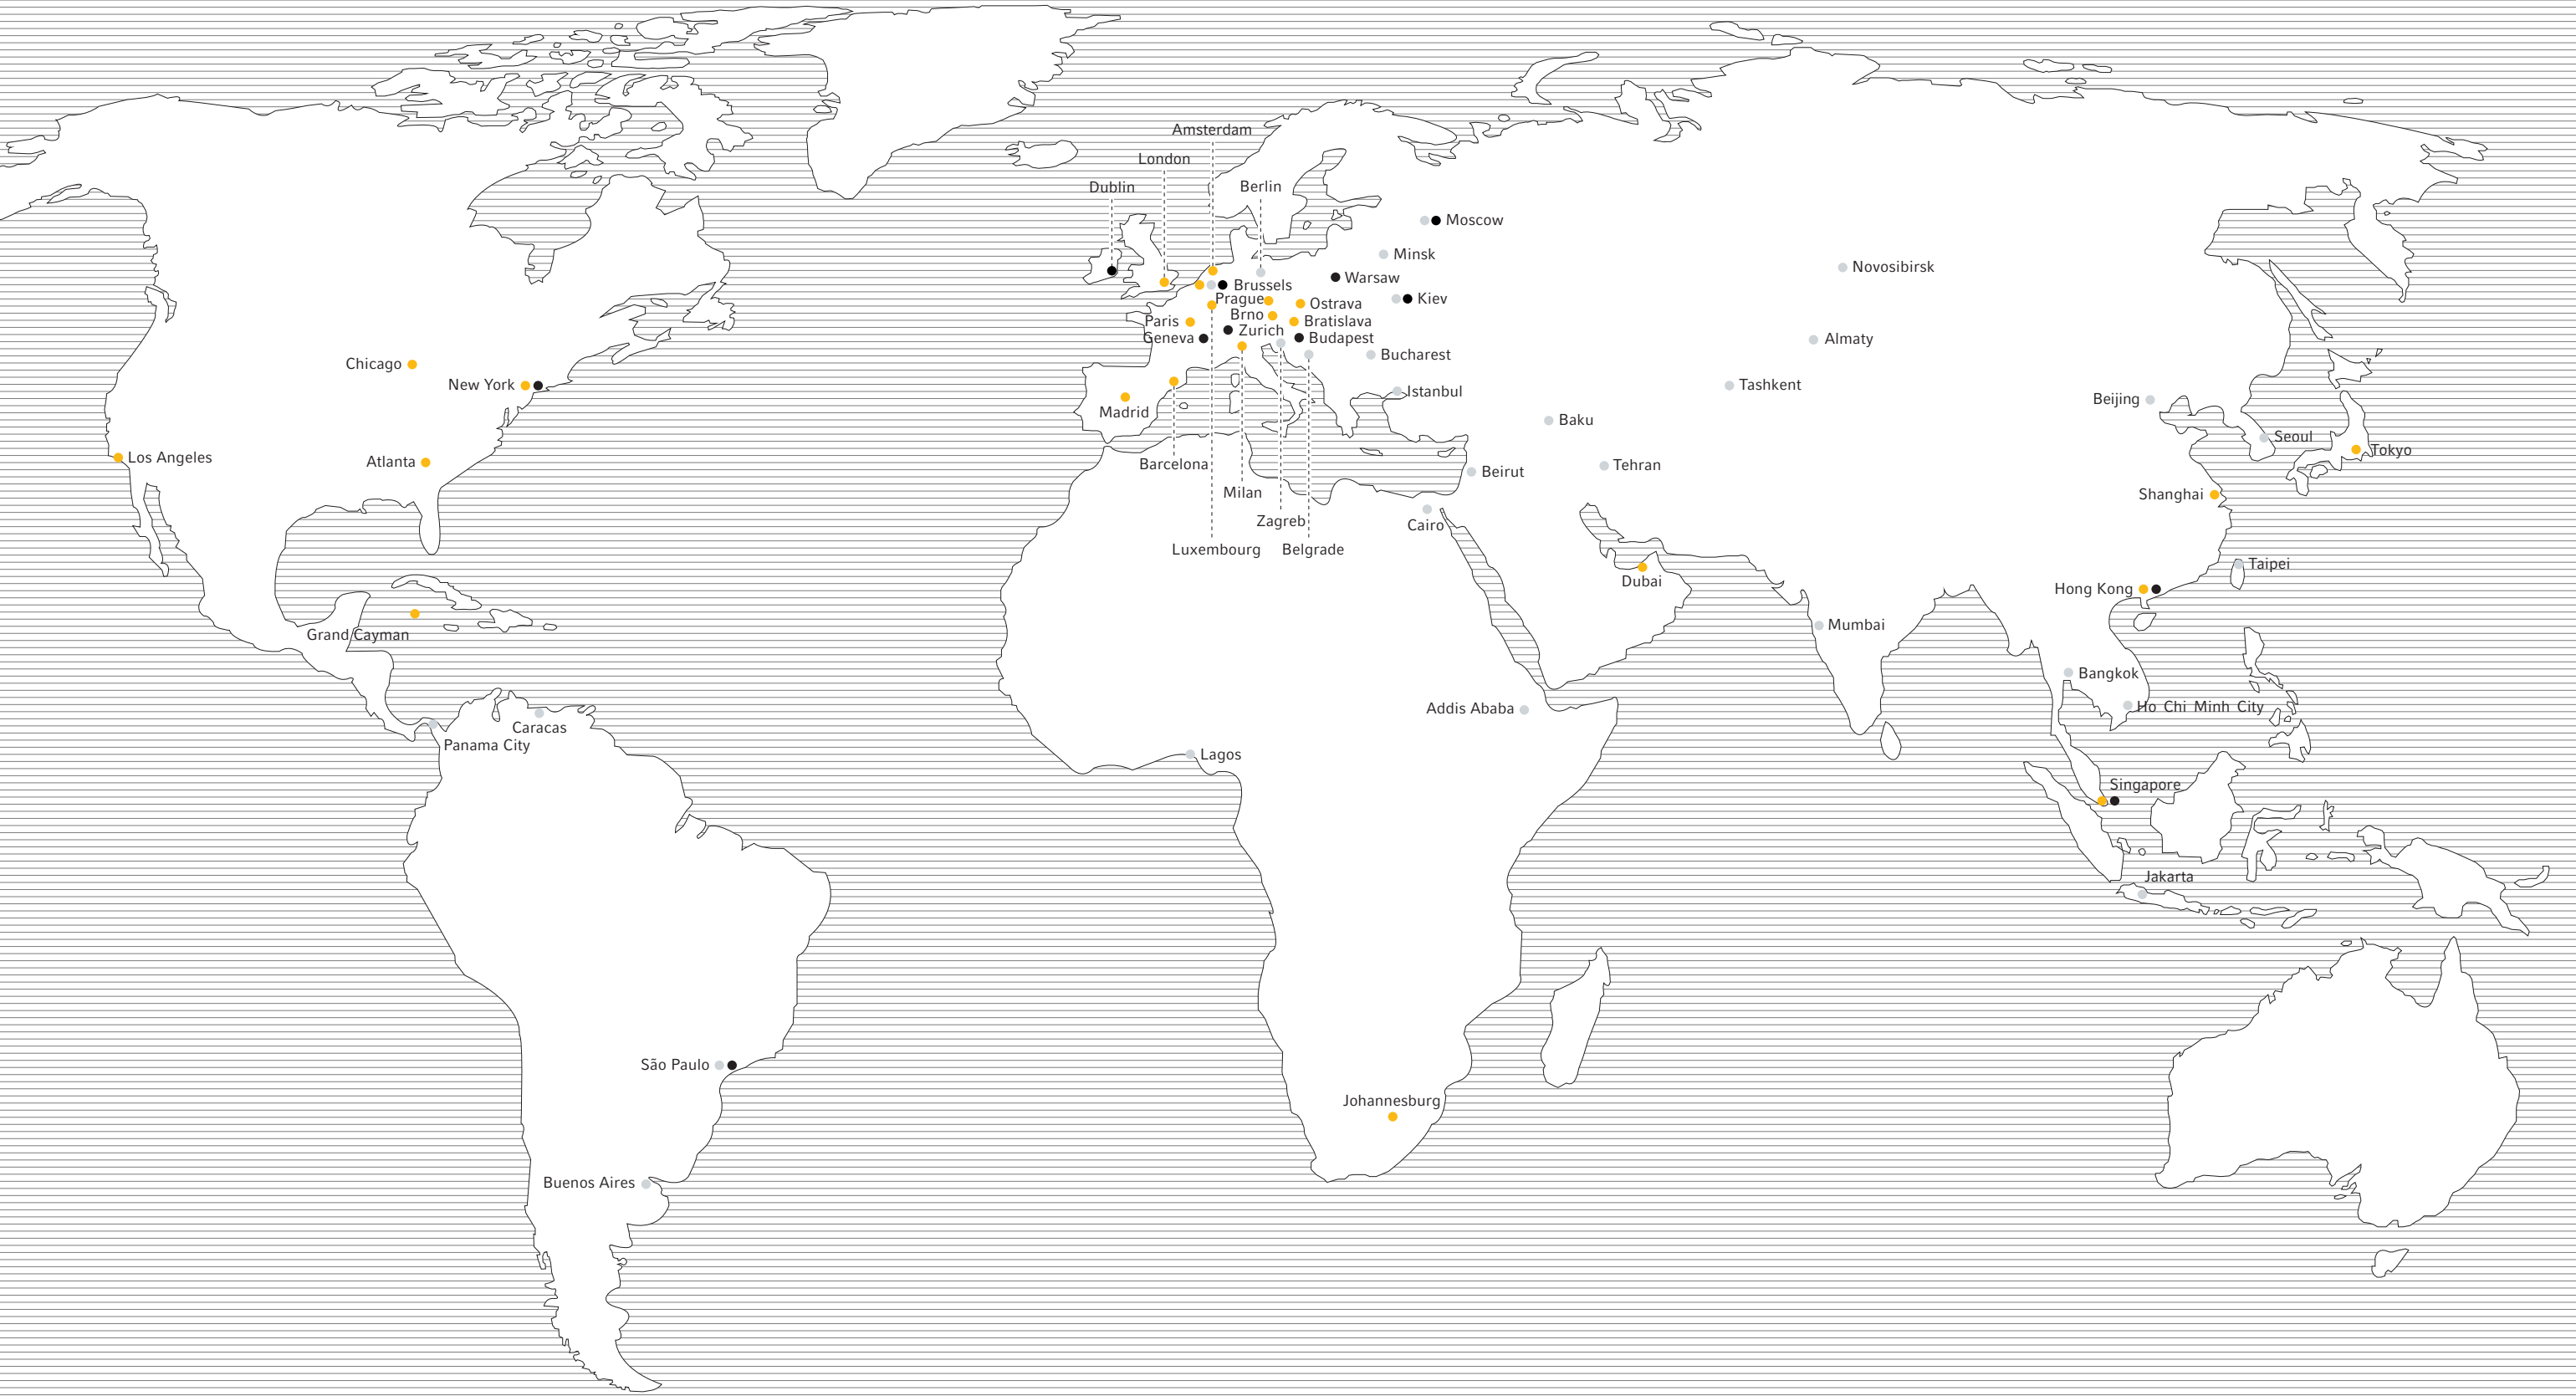 Amsterdam
London
Dublin
Berlin
Moscow
Minsk
Novosibirsk
Warsaw
Brussels
Prague
Kiev
Ostrava
Brno
Paris
Bratislava
Zurich
Geneva
Budapest
Almaty
Bucharest
Chicago
New York
Tashkent
Istanbul
Beijing
Madrid
Baku
Seoul
Tokyo
Los Angeles
Atlanta
Barcelona
Tehran
Beirut
Milan
Shanghai
Zagreb
Cairo
Luxembourg
Belgrade
Taipei
Dubai
Hong Kong
Mumbai
Grand Cayman
Bangkok
Ho Chi Minh City
Addis Ababa
Caracas
Panama City
Lagos
Singapore
Jakarta
São Paulo
Johannesburg
Buenos Aires